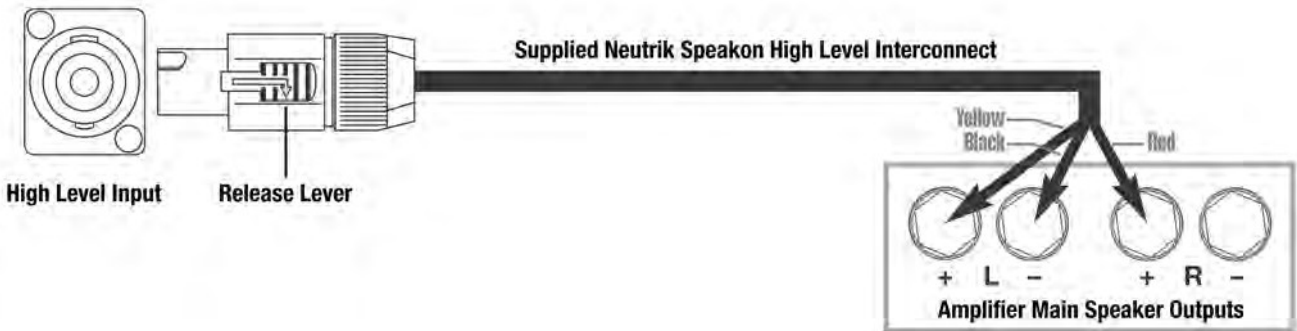 Supplied Neutrik Speakon High Level Interconnect
Yellow
Black
Red
High Level Input
Release Lever
+ L - + R -
Amplifier Main Speaker Outputs